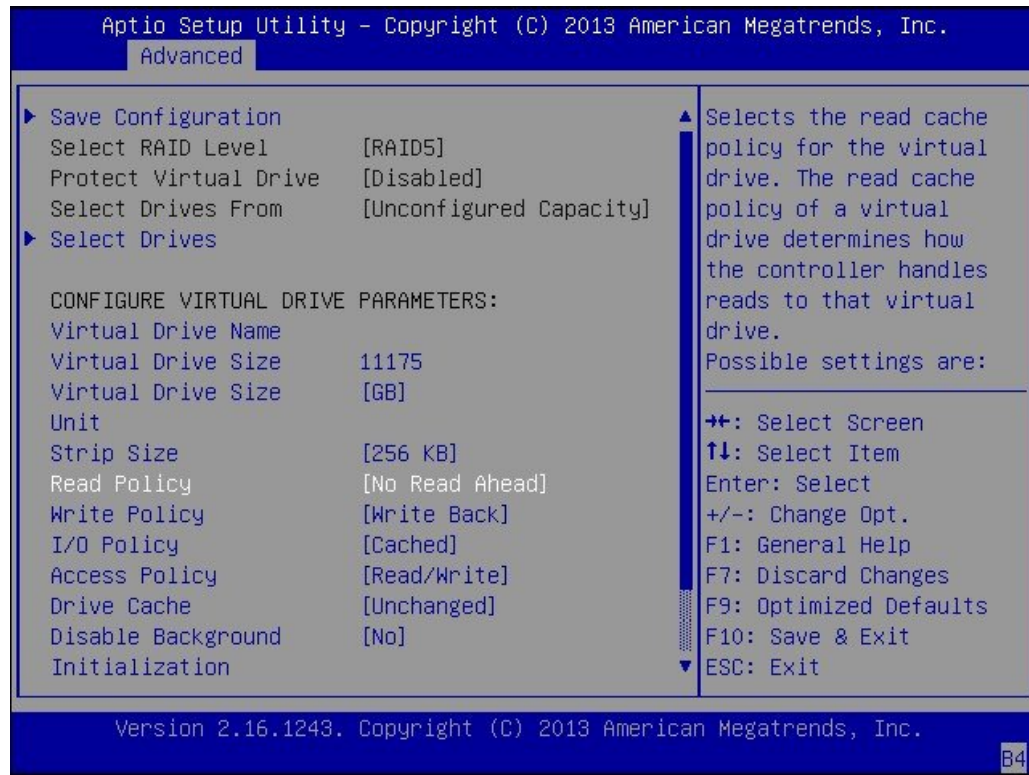 Aptio Setup Utility – Copyright (C) 2013 American Megatrends, Inc.
Advanced
Save Configuration
Select RAID Level [RAID5]
Protect Virtual Drive [Disabled]
Select Drives From [Unconfigured Capacity]
Select Drives
CONFIGURE VIRTUAL DRIVE PARAMETERS:
Virtual Drive Name
Virtual Drive Size 11175
Virtual Drive Size [GB]
Unit
Strip Size [256 KB]
Read Policy [No Read Ahead]
Write Policy [Write Back]
I/O Policy [Cached]
Access Policy [Read/Write]
Drive Cache [Unchanged]
Disable Background [No]
Initialization
Selects the read cache
policy for the virtual
drive. The read cache
policy of a virtual
drive determines how
the controller handles
reads to that virtual
drive.
Possible settings are:
→←: Select Screen
↑↓: Select Item
Enter: Select
+/-: Change Opt.
F1: General Help
F7: Discard Changes
F9: Optimized Defaults
F10: Save & Exit
ESC: Exit
Version 2.16.1243. Copyright (C) 2013 American Megatrends, Inc.
B4